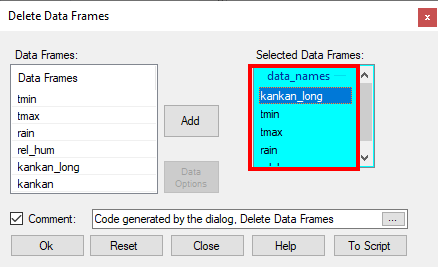 Delete Data Frames
Data Frames:
Selected Data Frames:
Data Frames
tmin
tmax
rain
rel_hum
kankan_long
kankan
Add
Data
Options
data_names
kankan_long
tmin
tmax
rain
Comment:
Code generated by the dialog, Delete Data Frames
...
Ok
Reset
Close
Help
To Script